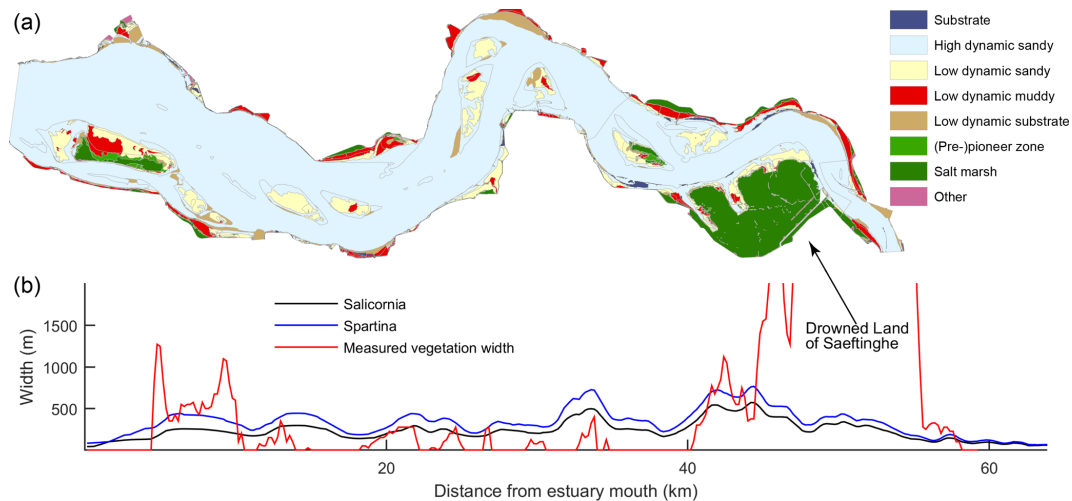 (a)
Substrate
High dynamic sandy
Low dynamic sandy
Low dynamic muddy
Low dynamic substrate
(Pre-)pioneer zone
Salt marsh
Other
(b)
Width (m)
1500
1000
500
Salicornia
Spartina
Measured vegetation width
Drowned Land
of Saeftinghe
20
40
60
Distance from estuary mouth (km)